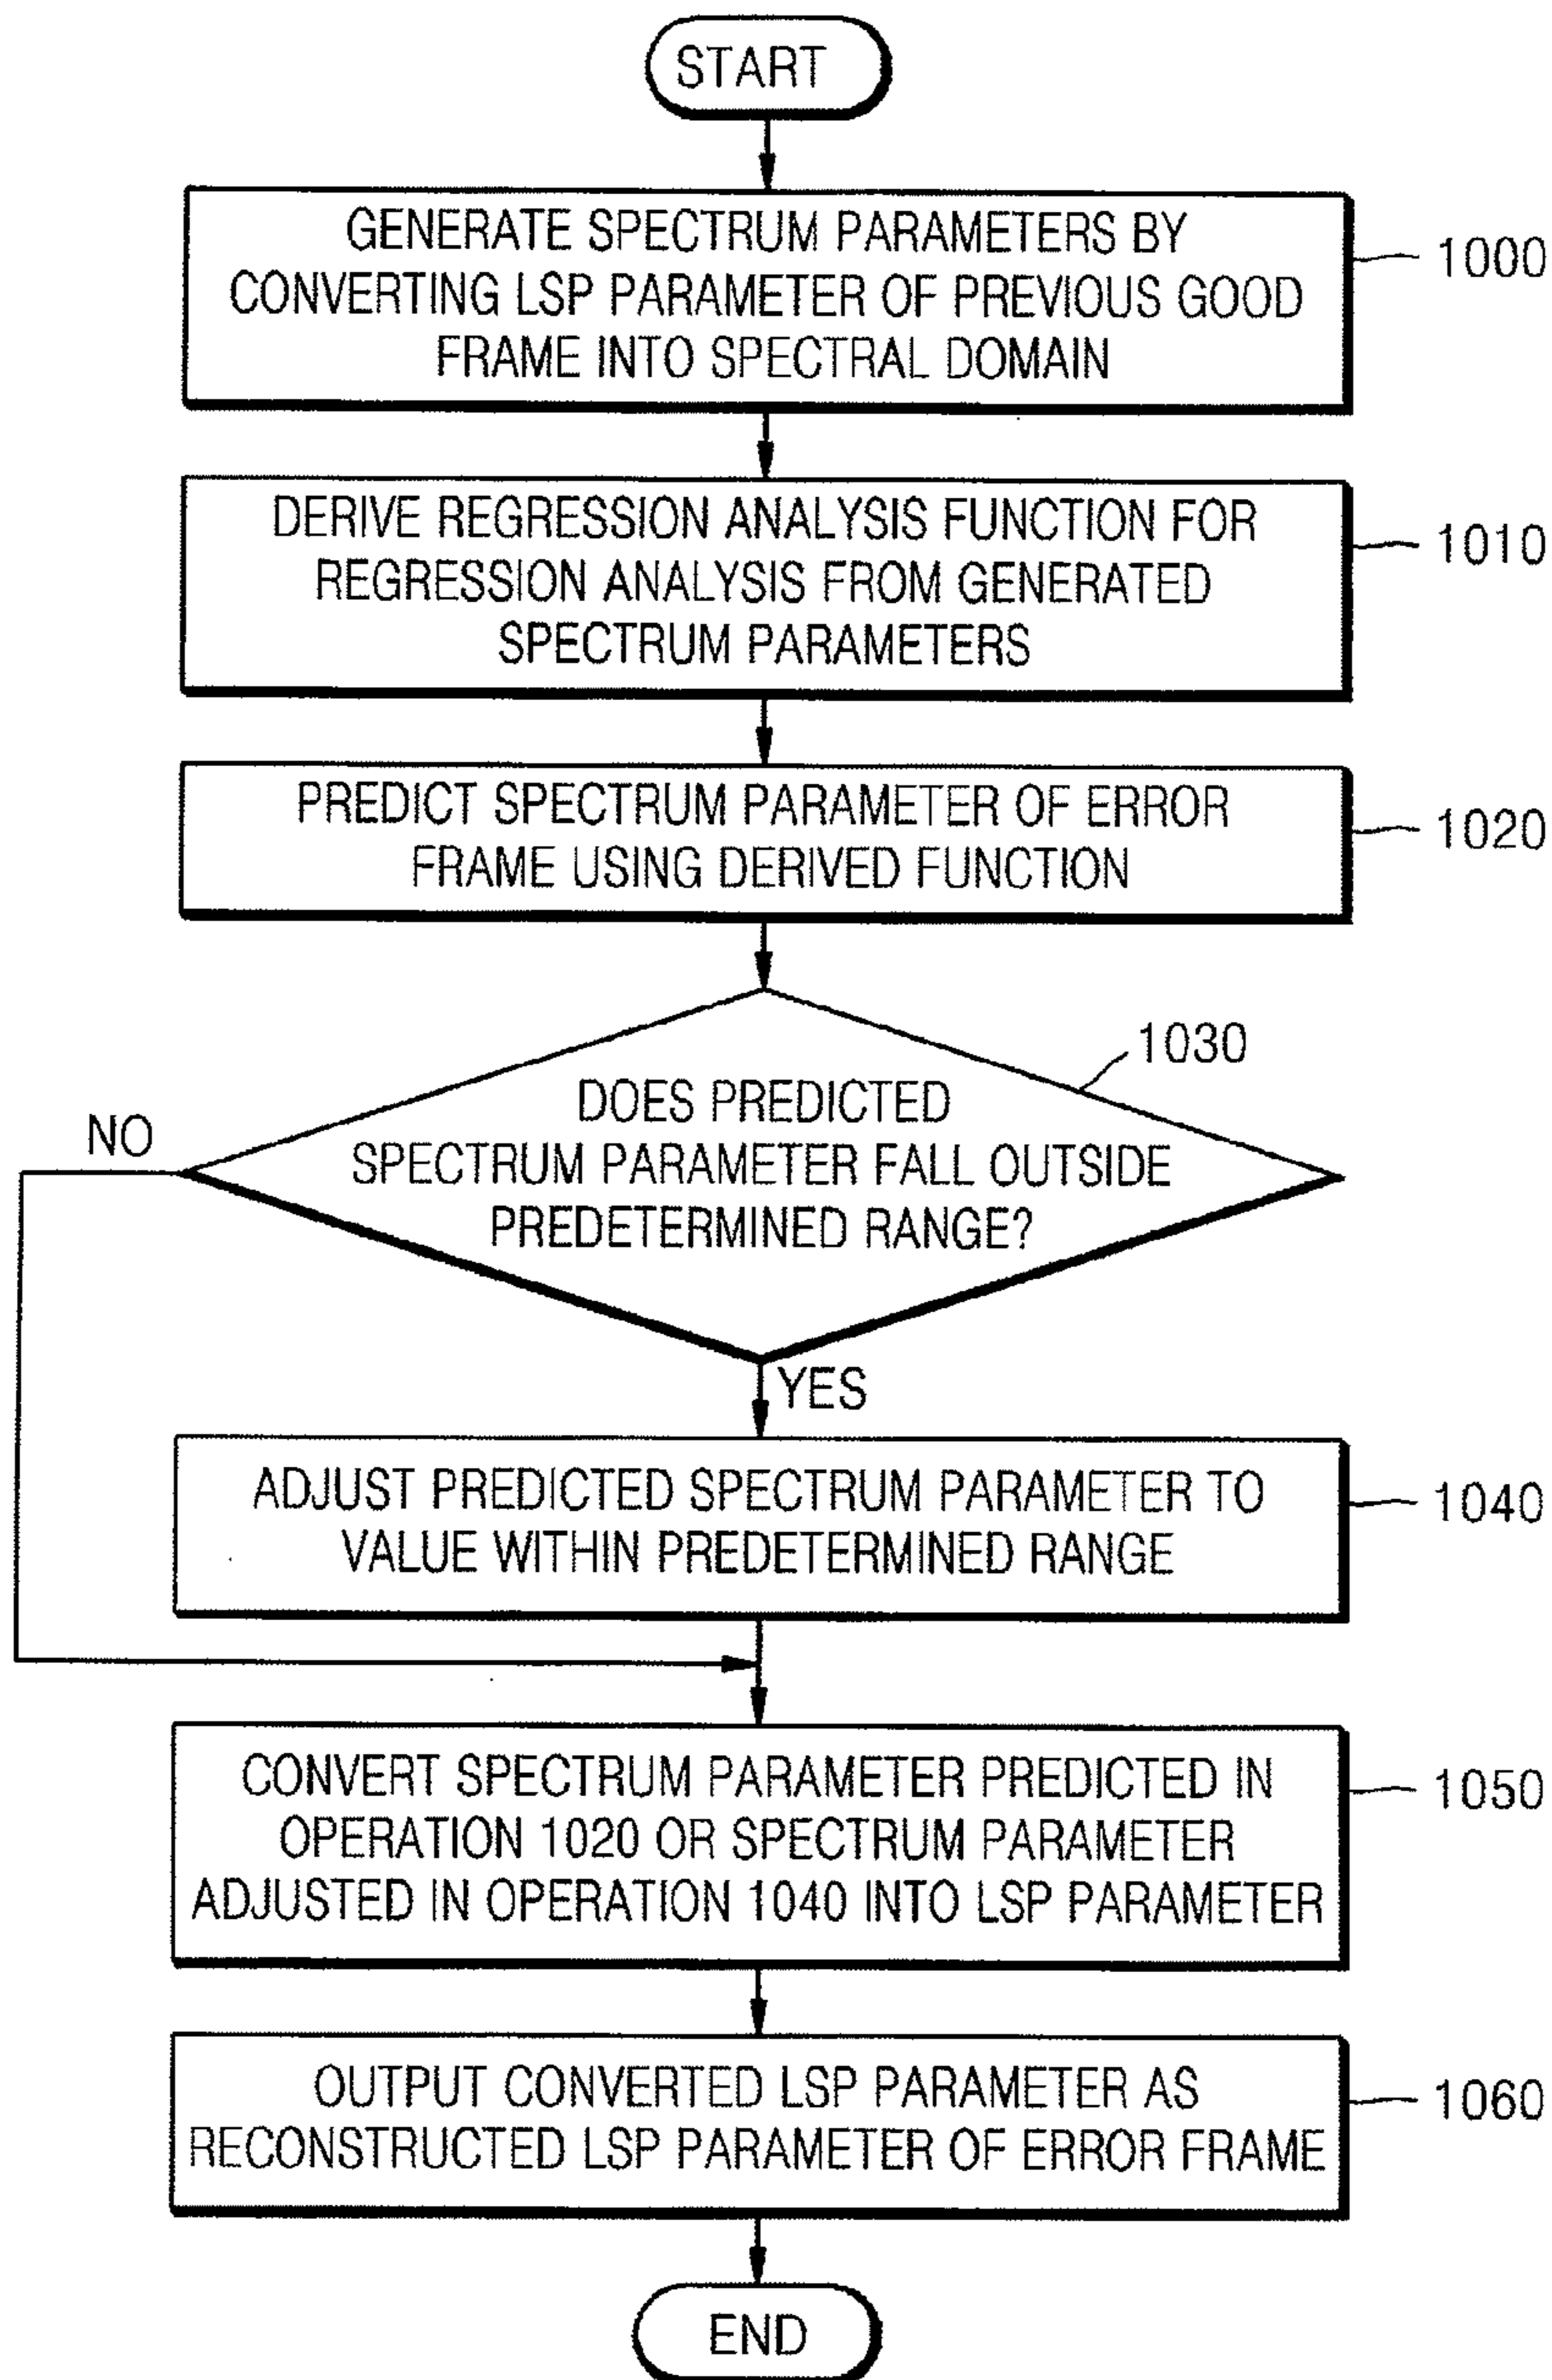 START
GENERATE SPECTRUM PARAMETERS BY
CONVERTING LSP PARAMETER OF PREVIOUS GOOD
FRAME INTO SPECTRAL DOMAIN
1000
DERIVE REGRESSION ANALYSIS FUNCTION FOR
REGRESSION ANALYSIS FROM GENERATED
SPECTRUM PARAMETERS
1010
PREDICT SPECTRUM PARAMETER OF ERROR
FRAME USING DERIVED FUNCTION
1020
1030
DOES PREDICTED
SPECTRUM PARAMETER FALL OUTSIDE
PREDETERMINED RANGE?
NO
YES
ADJUST PREDICTED SPECTRUM PARAMETER TO
VALUE WITHIN PREDETERMINED RANGE
1040
CONVERT SPECTRUM PARAMETER PREDICTED IN
OPERATION 1020 OR SPECTRUM PARAMETER
ADJUSTED IN OPERATION 1040 INTO LSP PARAMETER
1050
OUTPUT CONVERTED LSP PARAMETER AS
RECONSTRUCTED LSP PARAMETER OF ERROR FRAME
1060
END